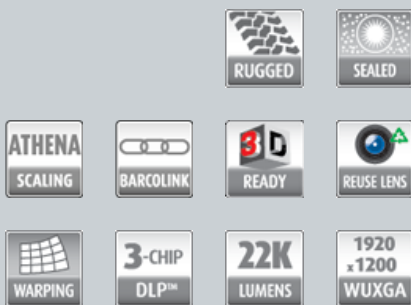 RUGGED
SEALED
ATHENA
SCALING
BARCOLINK
3D
READY
REUSE LENS
WARPING
3-CHIP
DLP™
22K
LUMENS
1920
x1200
WUXGA